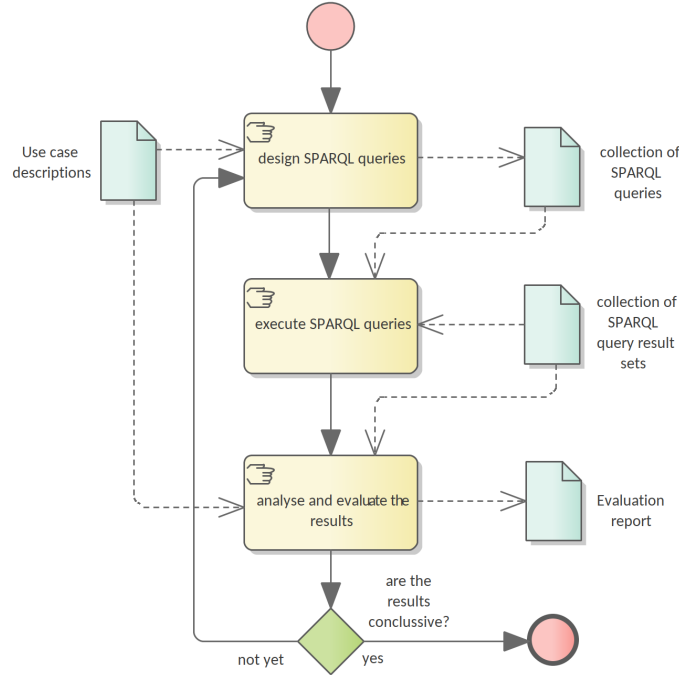 Use case
descriptions
design SPARQL queries
collection of
SPARQL
queries
execute SPARQL queries
collection of
SPARQL
query result
sets
analyse and evaluate the
results
Evaluation
report
are the
results
conclussive?
not yet
yes